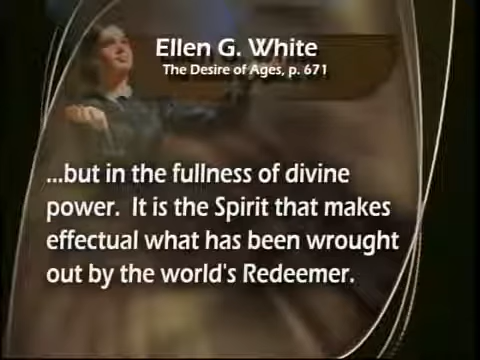 Ellen G. White
The Desire of Ages, p. 671
...but in the fullness of divine
power. It is the Spirit that makes
effectual what has been wrought
out by the world's Redeemer.